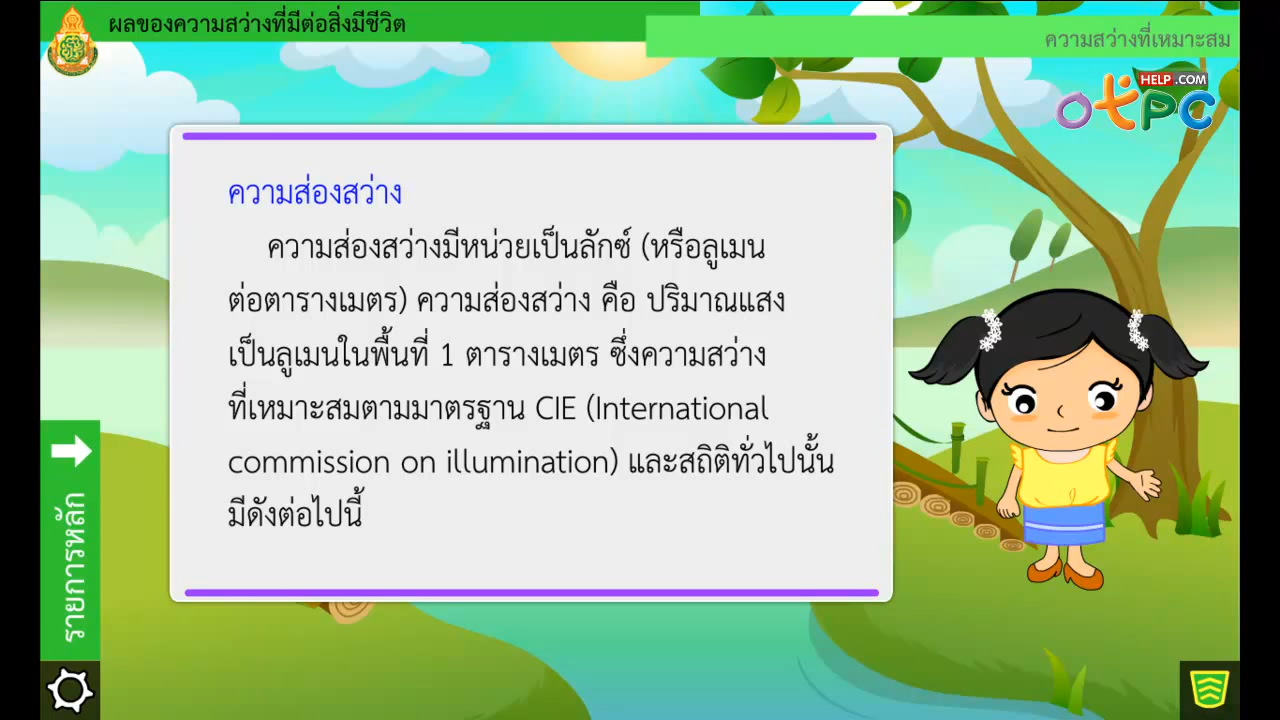 ผลของความสว่างที่มีต่อสิ่งมีชีวิต
ความสว่างที่เหมาะสม
HELP .COM
OTPC
ความส่องสว่าง
ความส่องสว่างมีหน่วยเป็นลักซ์ (หรือลูเมน
ต่อตารางเมตร) ความส่องสว่าง คือ ปริมาณแสง
เป็นลูเมนในพื้นที่ 1 ตารางเมตร ซึ่งความสว่าง
ที่เหมาะสมตามมาตรฐาน CIE (International
commission on illumination) และสถิติทั่วไปนั้น
มีดังต่อไปนี้
รายการหลัก